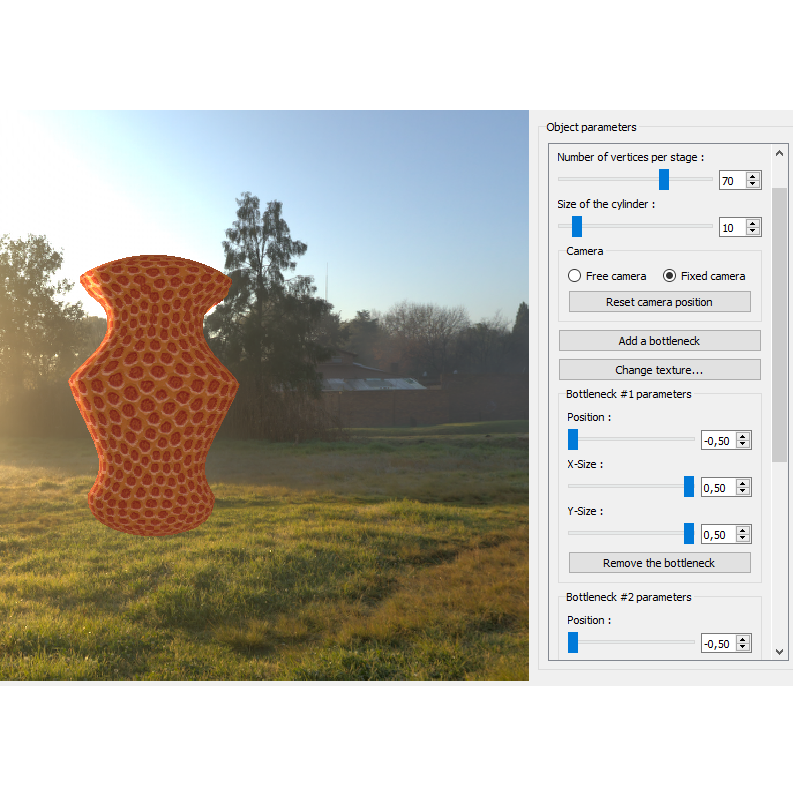 Object parameters
Number of vertices per stage :
70
Size of the cylinder :
10
Camera
Free camera
Fixed camera
Reset camera position
Add a bottleneck
Change texture...
Bottleneck #1 parameters
Position :
-0,50
X-Size :
0,50
Y-Size :
0,50
Remove the bottleneck
Bottleneck #2 parameters
Position :
-0,50